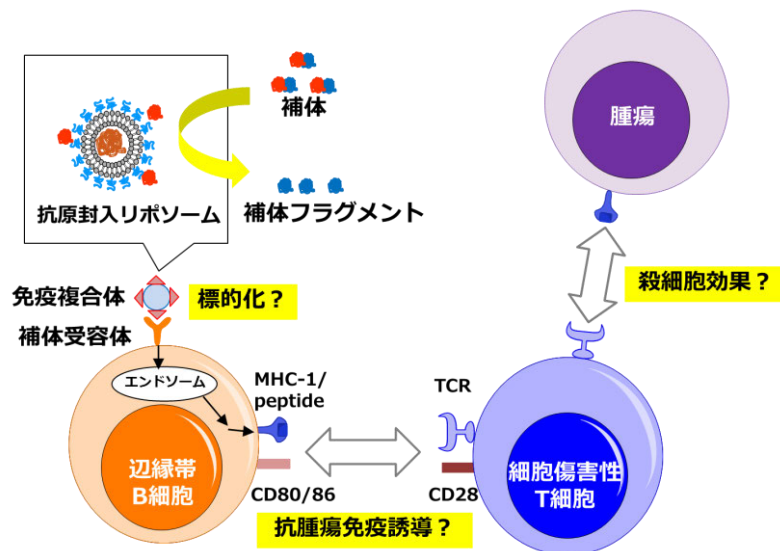 補体
腫瘍
抗原封入リポソーム
補体フラグメント
免疫複合体
標的化？
殺細胞効果？
補体受容体
エンドソーム
MHC-1/
peptide
TCR
辺縁帯
B細胞
細胞傷害性
T細胞
CD80/86
CD28
抗腫瘍免疫誘導？